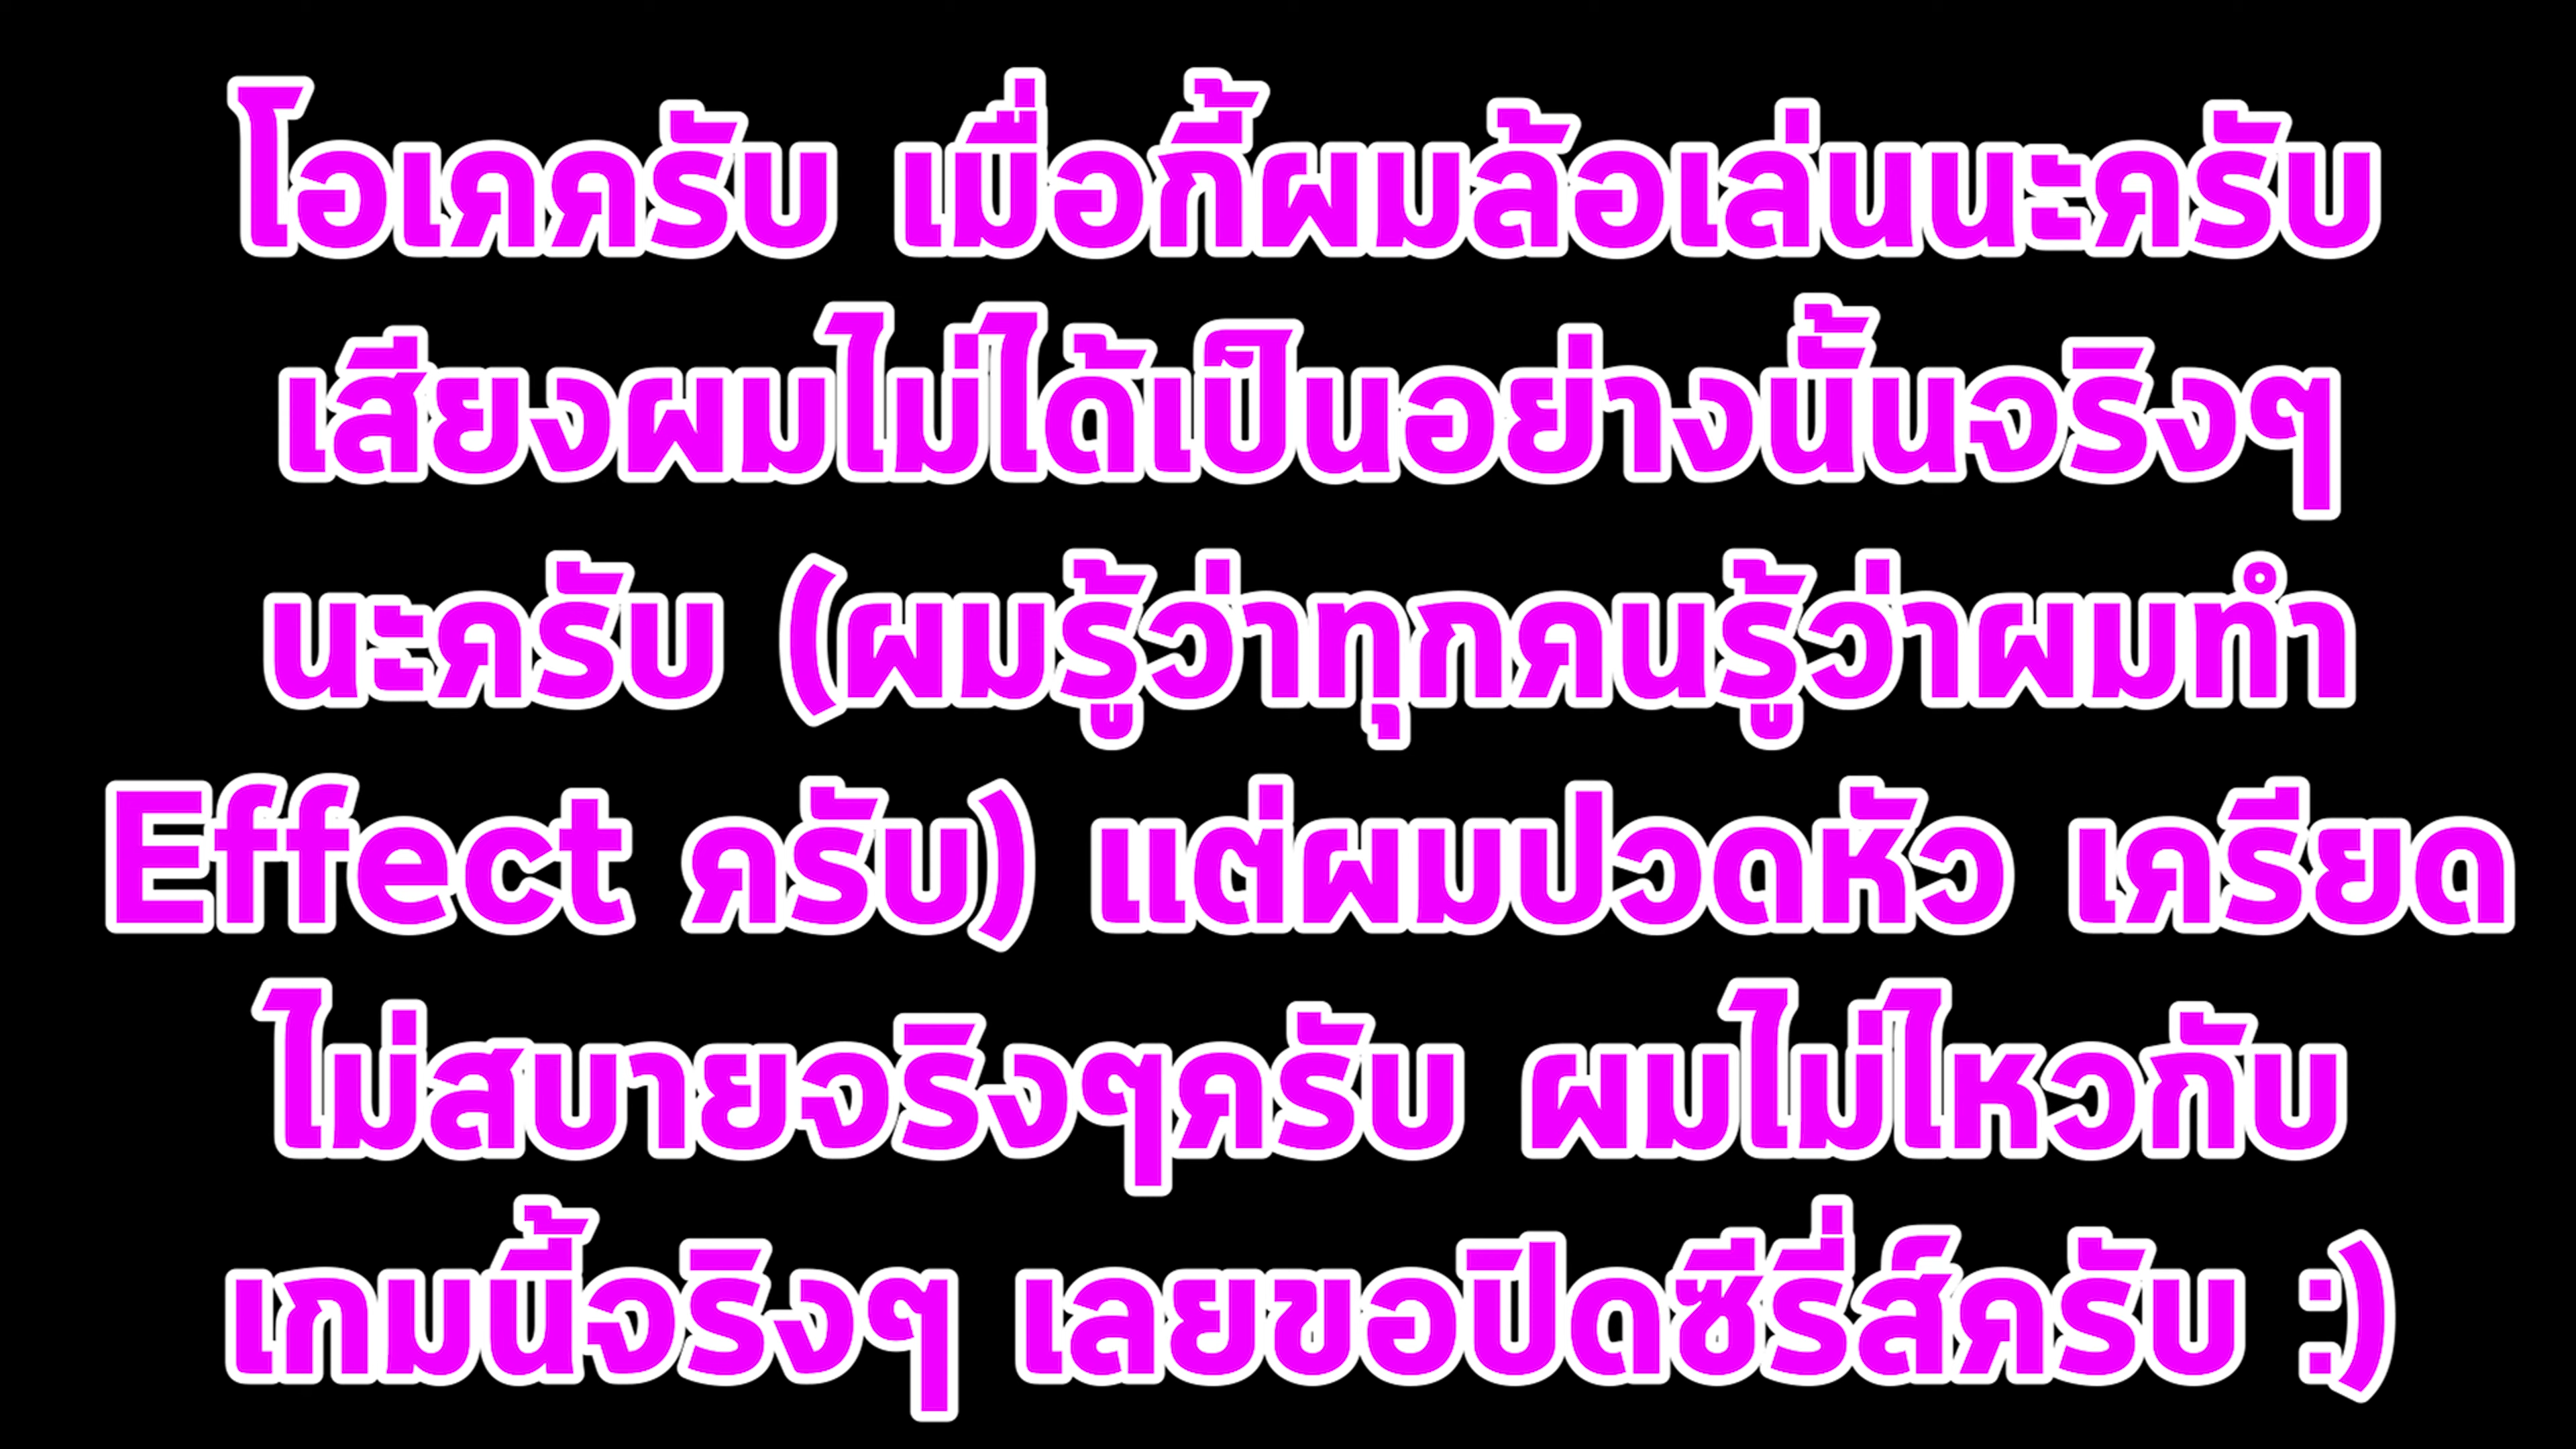 โอเคครับ เมื่อกี้ผมล้อเล่นนะครับ
เสียงผมไม่ได้เป็นอย่างนั้นจริงๆ
นะครับ (ผมรู้ว่าทุกคนรู้ว่าผมทำ
Effect ครับ) แต่ผมปวดหัว เครียด
ไม่สบายจริงๆครับ ผมไม่ไหวกับ
เกมนี้จริงๆ เลยขอปิดซีรี่ส์ครับ :)